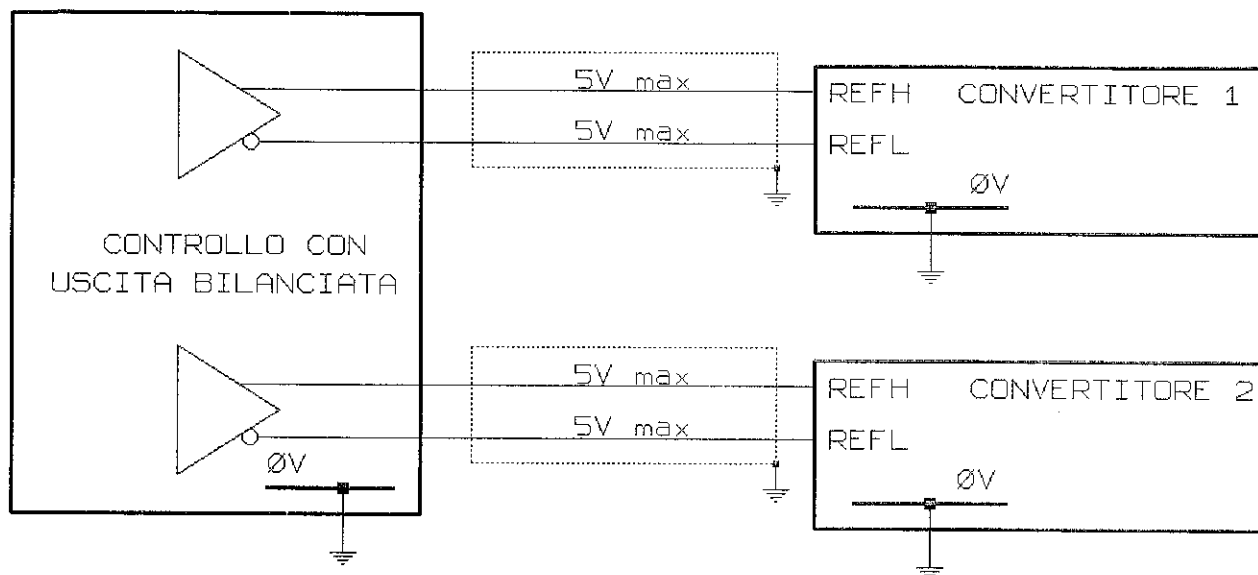 5V max
REFH CONVERTITORE 1
5V max
REFL
ØV
CONTROLLO CON
USCITA BILANCIATA
5V max
REFH CONVERTITORE 2
5V max
REFL
ØV
ØV